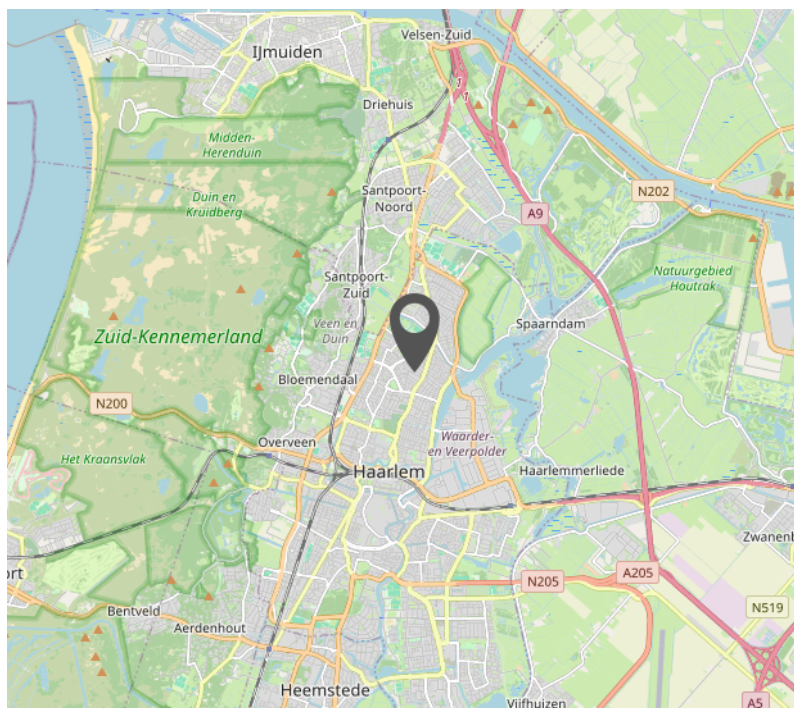 Velsen-Zuid
IJmuiden
1
1
Driehuis
Midden-
Herenduin
Santpoort-
Noord
N202
Duin en
Kruidberg
A9
Natuurgebied
Houtrak
Santpoort-
Zuid
Spaarndam
Veen en
Duin
Zuid-Kennemerland
Bloemendaal
N200
Overveen
Waarder-
en Veerpolder
Het Kraansvlak
Haarlem
Haarlemmerliede
Zwanenb
ort
A205
N205
N519
Bentveld
Aerdenhout
Heemstede
Vijfhuizen
A5